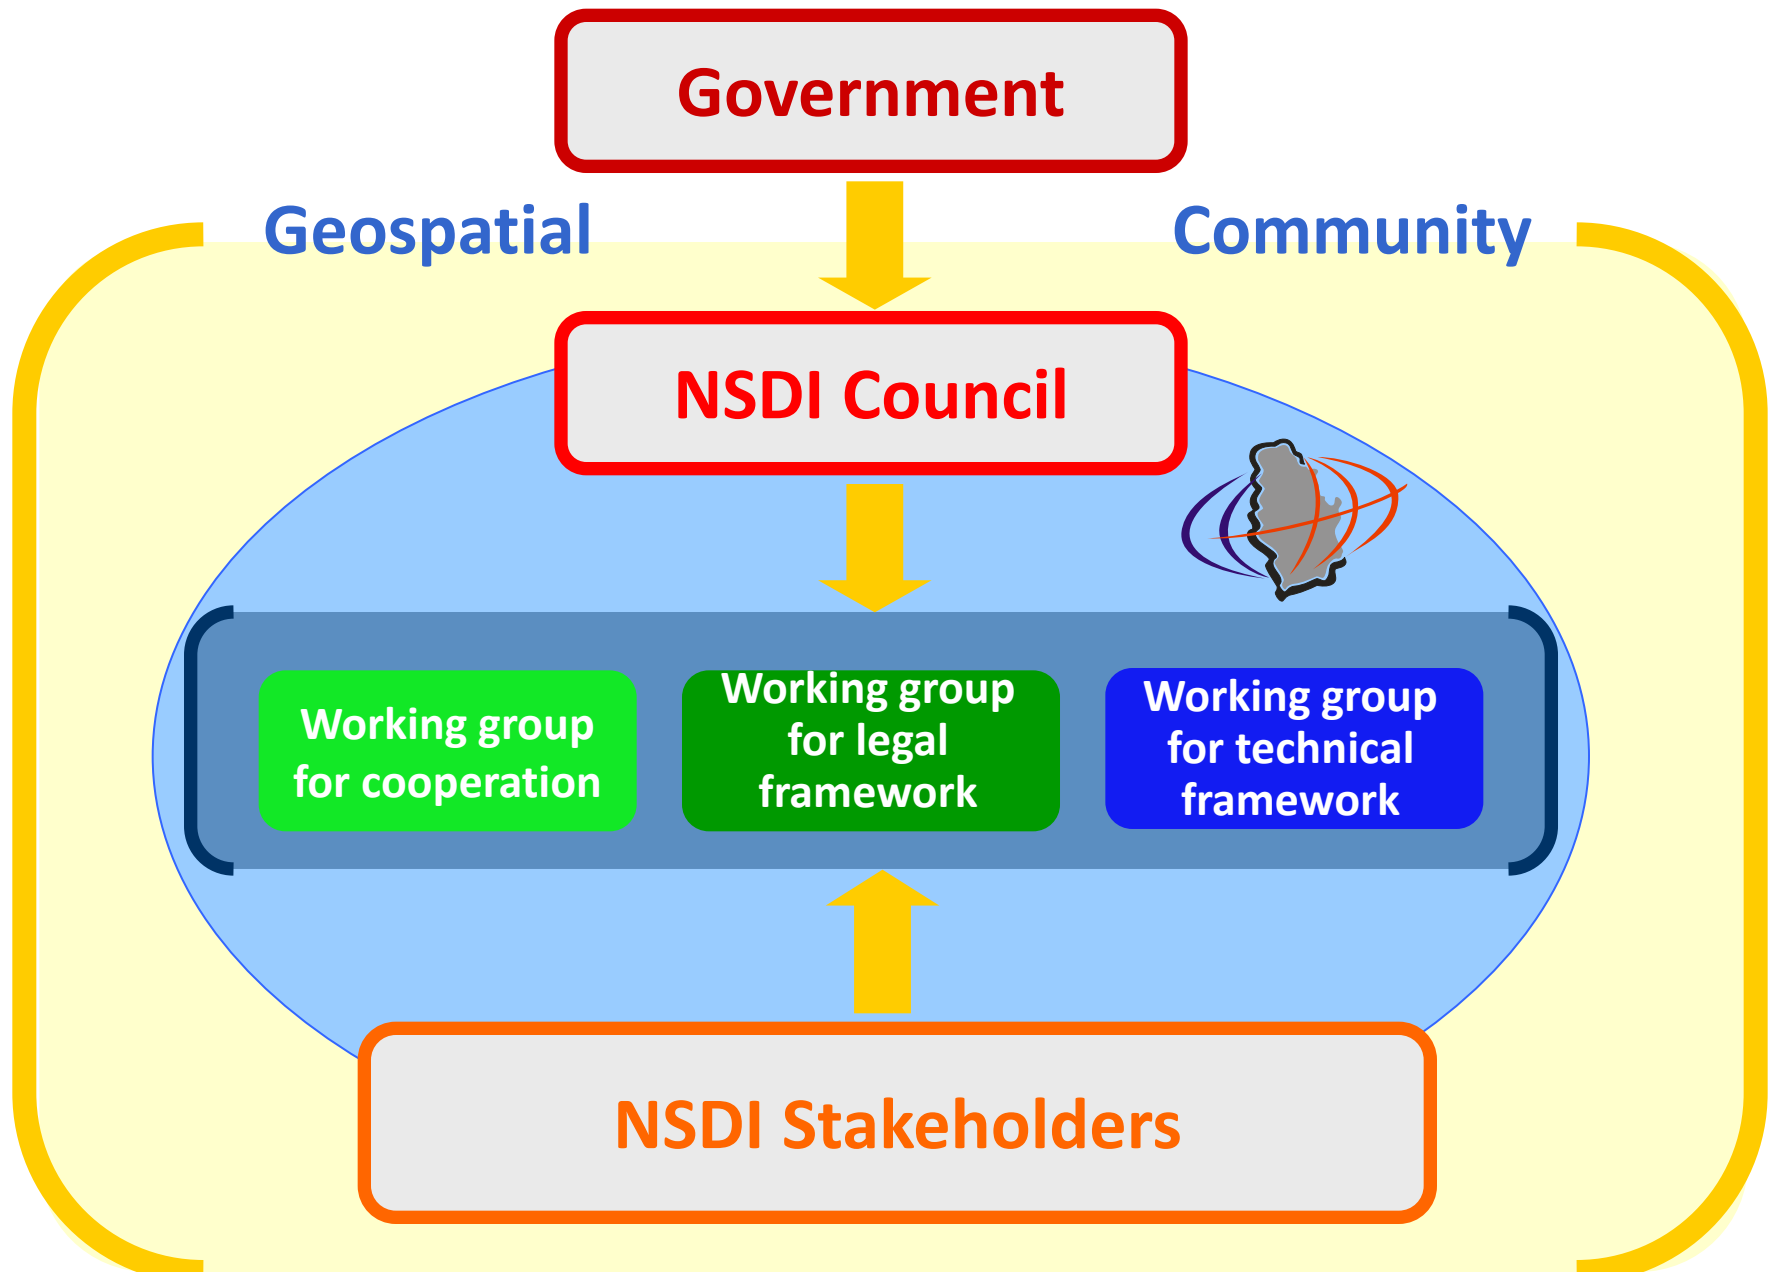 Government
Geospatial
Community
NSDI Council
Working group
for cooperation
Working group
for legal
framework
Working group
for technical
framework
NSDI Stakeholders